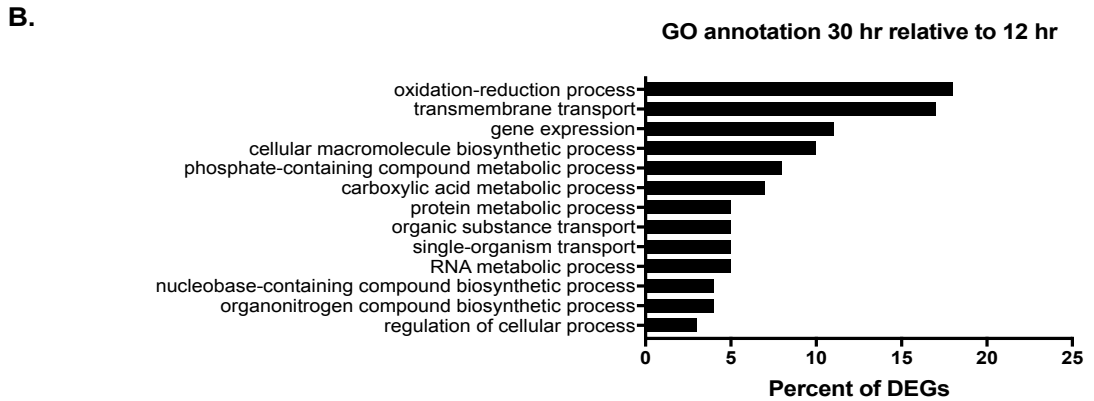 B.
GO annotation 30 hr relative to 12 hr
oxidation-reduction process
transmembrane transport
gene expression
cellular macromolecule biosynthetic process
phosphate-containing compound metabolic process
carboxylic acid metabolic process
protein metabolic process
organic substance transport
single-organism transport
RNA metabolic process
nucleobase-containing compound biosynthetic process
organonitrogen compound biosynthetic process
regulation of cellular process
0 5 10 15 20 25
Percent of DEGs